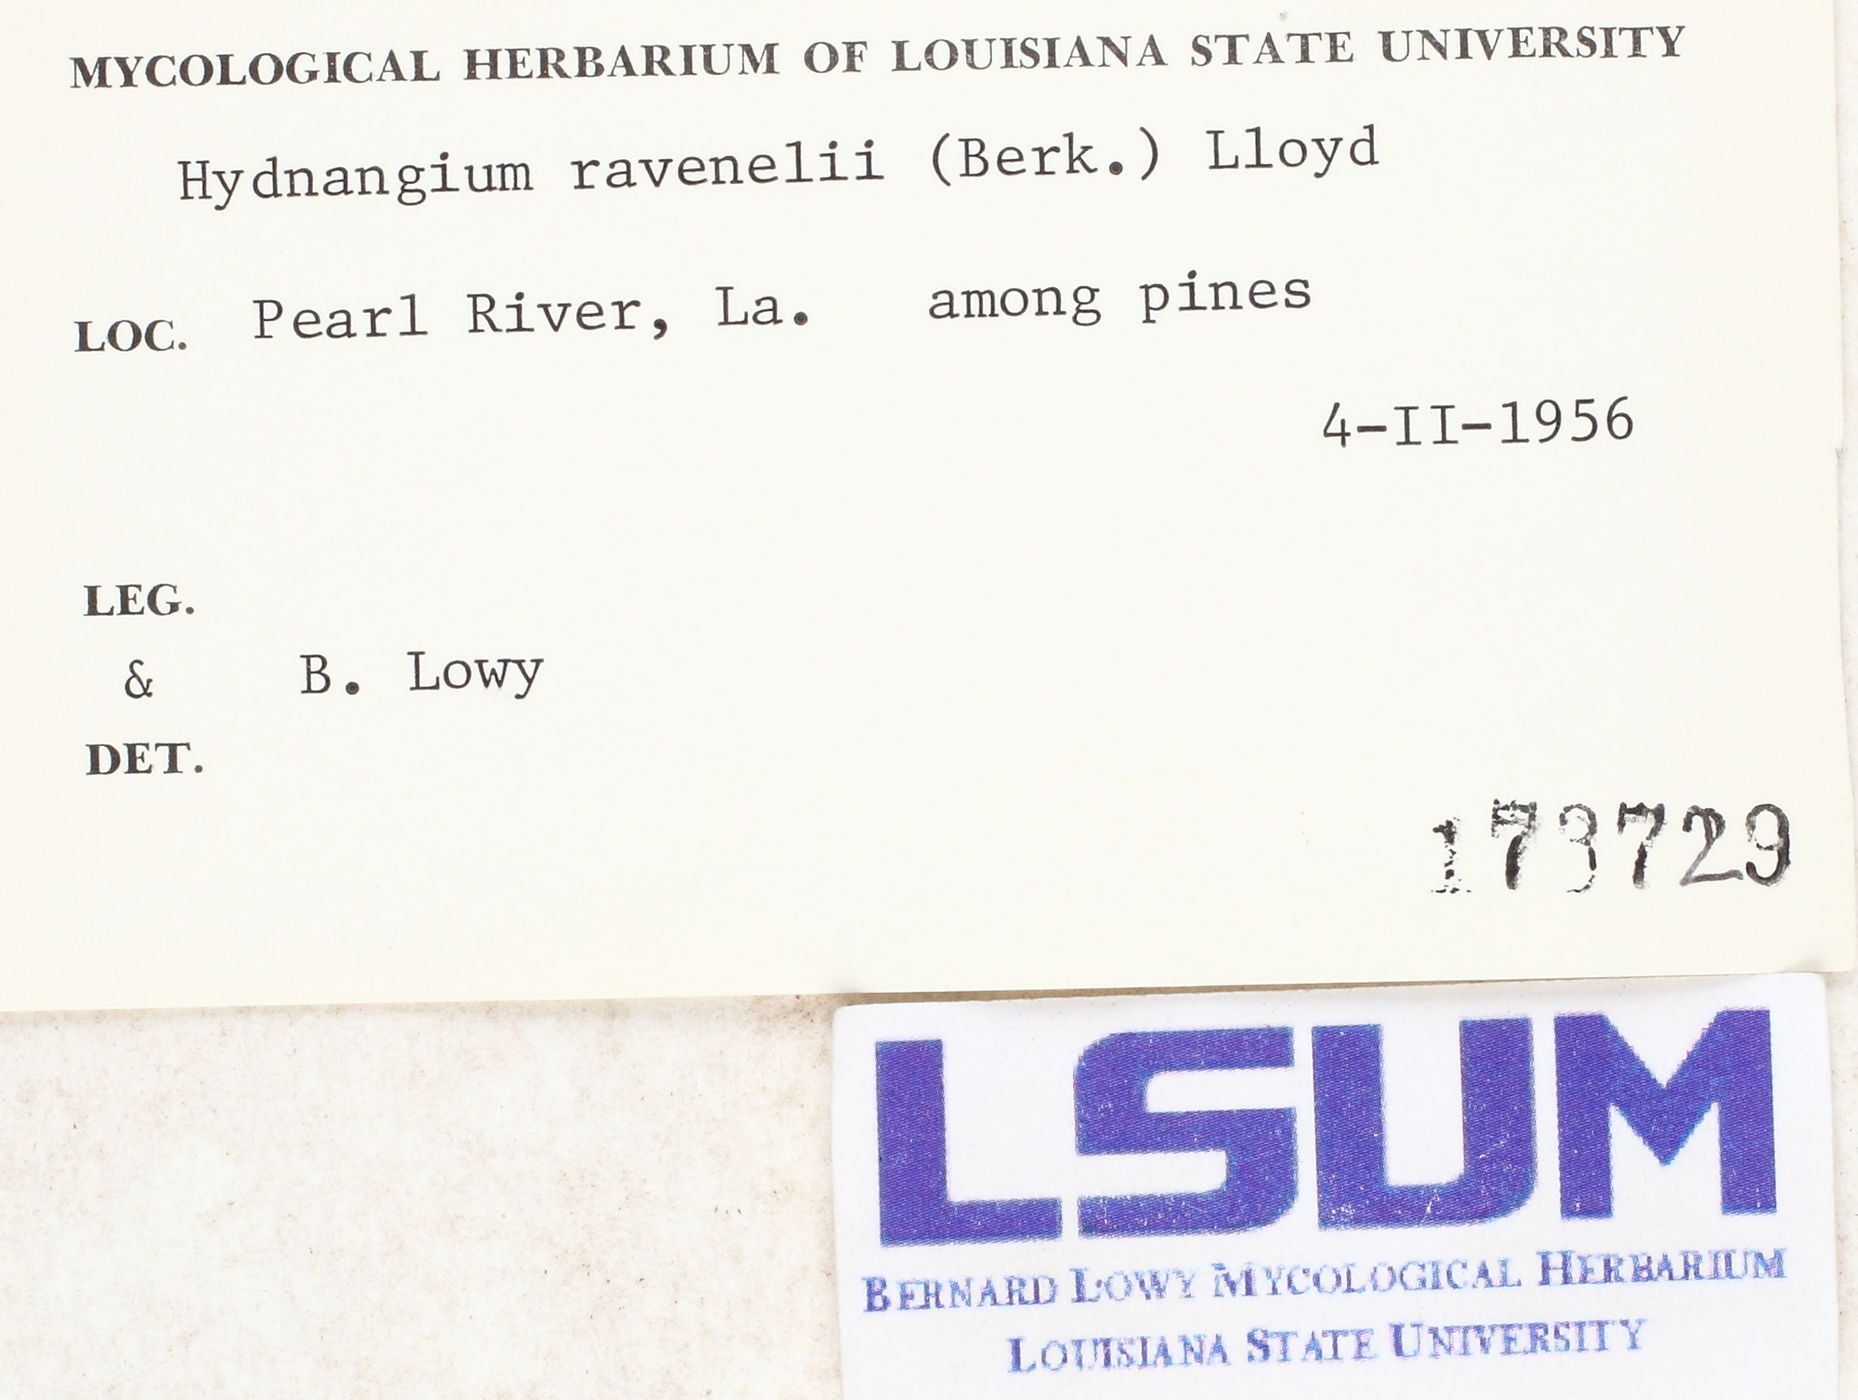 MYCOLOGICAL HERBARIUM OF LOUISIANA STATE UNIVERSITY
Hydnangium ravenelii (Berk.) Lloyd
LOC. Pearl River, La. among pines
4-II-1956
LEG.
& B. Lowy
DET.
173729
LSUM
BERNARD LOWY MYCOLOGICAL HERBARIUM
LOUISIANA STATE UNIVERSITY